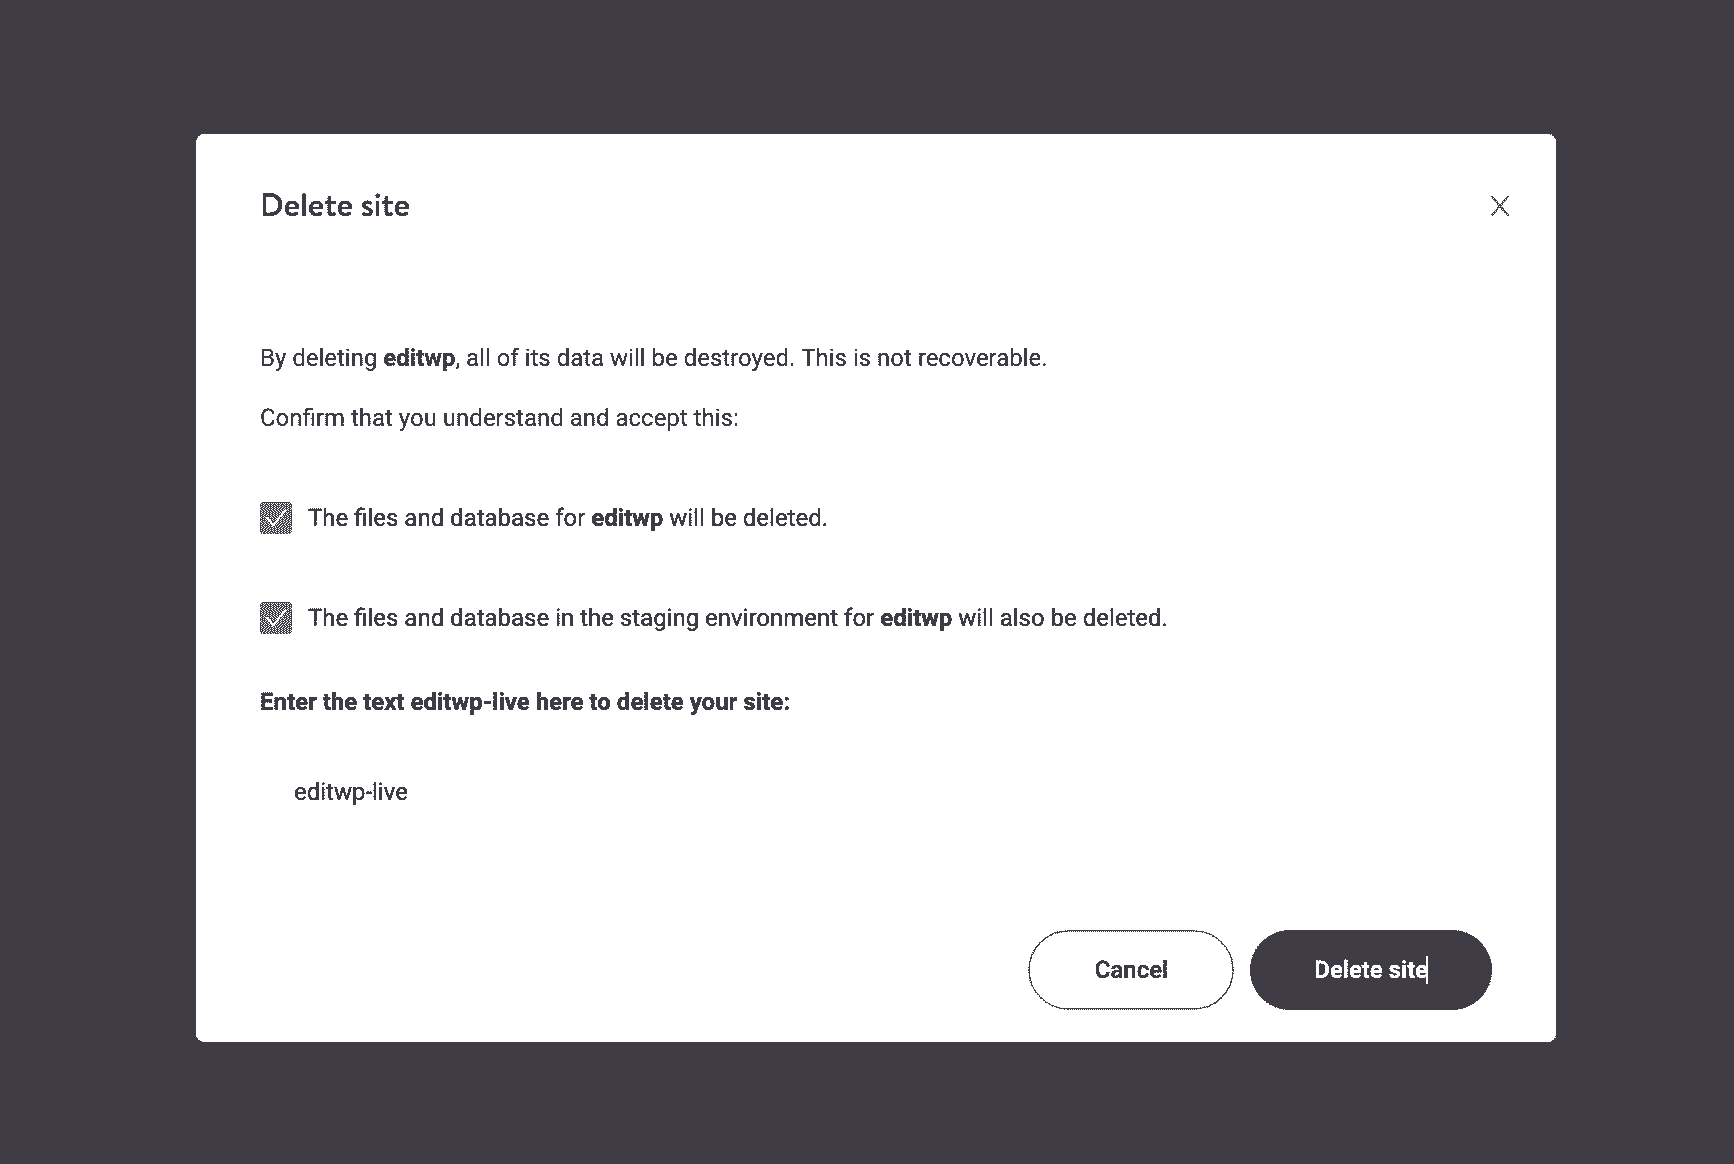 Delete site
By deleting editwp, all of its data will be destroyed. This is not recoverable.
Confirm that you understand and accept this:
The files and database for editwp will be deleted.
The files and database in the staging environment for editwp will also be deleted.
Enter the text editwp-live here to delete your site:
editwp-live
Cancel
Delete site